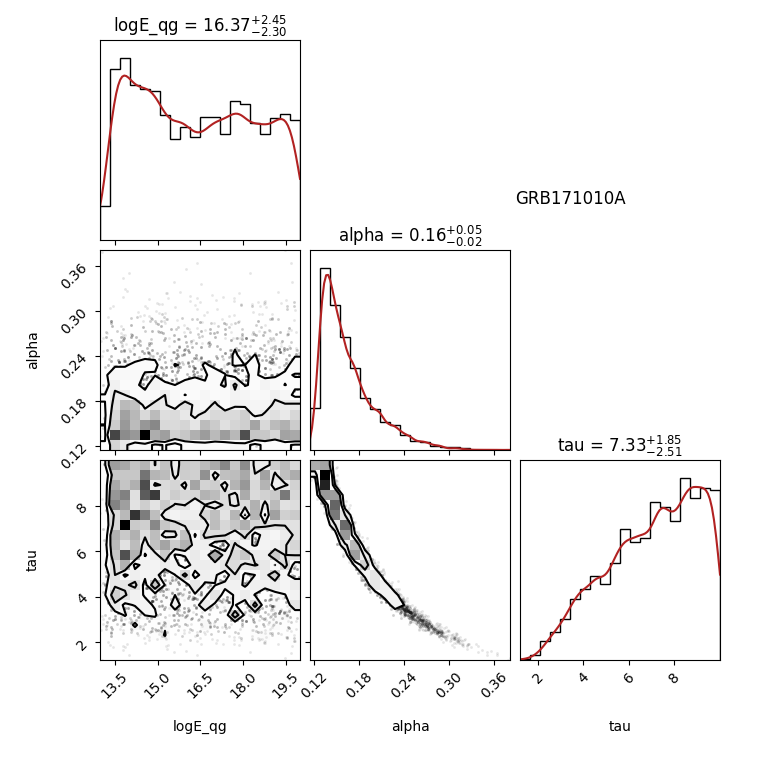 logE_qg = 16.37+2.45−2.30
GRB171010A
alpha = 0.16+0.05−0.02
0.36
0.30
0.24
0.18
0.12
alpha
tau = 7.33+1.85−2.51
8
6
4
2
tau
13.5 15.0 16.5 18.0 19.5
0.12 0.18 0.24 0.30 0.36
2 4 6 8
logE_qg alpha tau